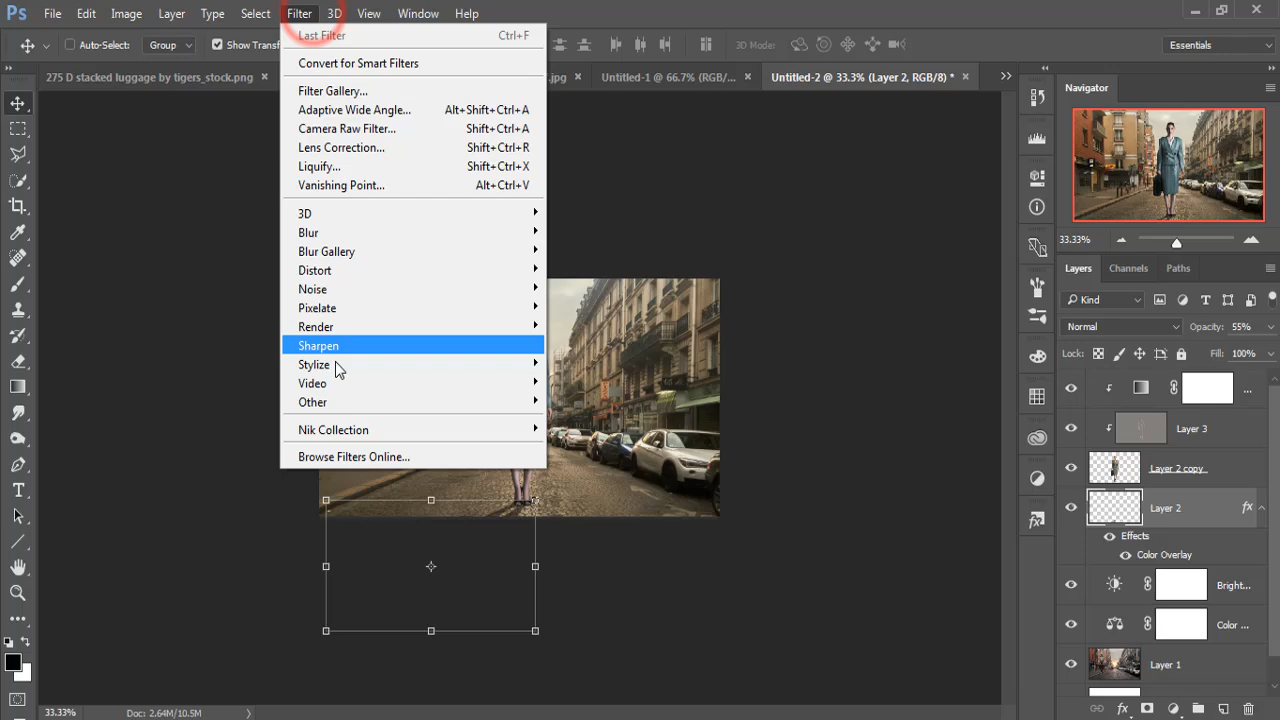 Ps File Edit Image Layer Type Select Filter 3D View Window Help
Auto-Select: Group Show Transf 3D Mode: Essentials
275 D stacked luggage by tigers_stock.png × .jpg × Untitled-1 @ 66.7% (RGB/... × Untitled-2 @ 33.3% (Layer 2, RGB/8) * ×
Last Filter Ctrl+F
Convert for Smart Filters
Filter Gallery...
Adaptive Wide Angle... Alt+Shift+Ctrl+A
Camera Raw Filter... Shift+Ctrl+A
Lens Correction... Shift+Ctrl+R
Liquify... Shift+Ctrl+X
Vanishing Point... Alt+Ctrl+V
3D
Blur
Blur Gallery
Distort
Noise
Pixelate
Render
Sharpen
Stylize
Video
Other
Nik Collection
Browse Filters Online...
Navigator
33.33%
Layers Channels Paths
Kind
Normal Opacity: 55%
Lock: Fill: 100%
...
Layer 3
Layer 2 copy
Layer 2 fx
Effects
Color Overlay
Bright...
Color ...
Layer 1
fx
33.33% Doc: 2.64M/10.5M